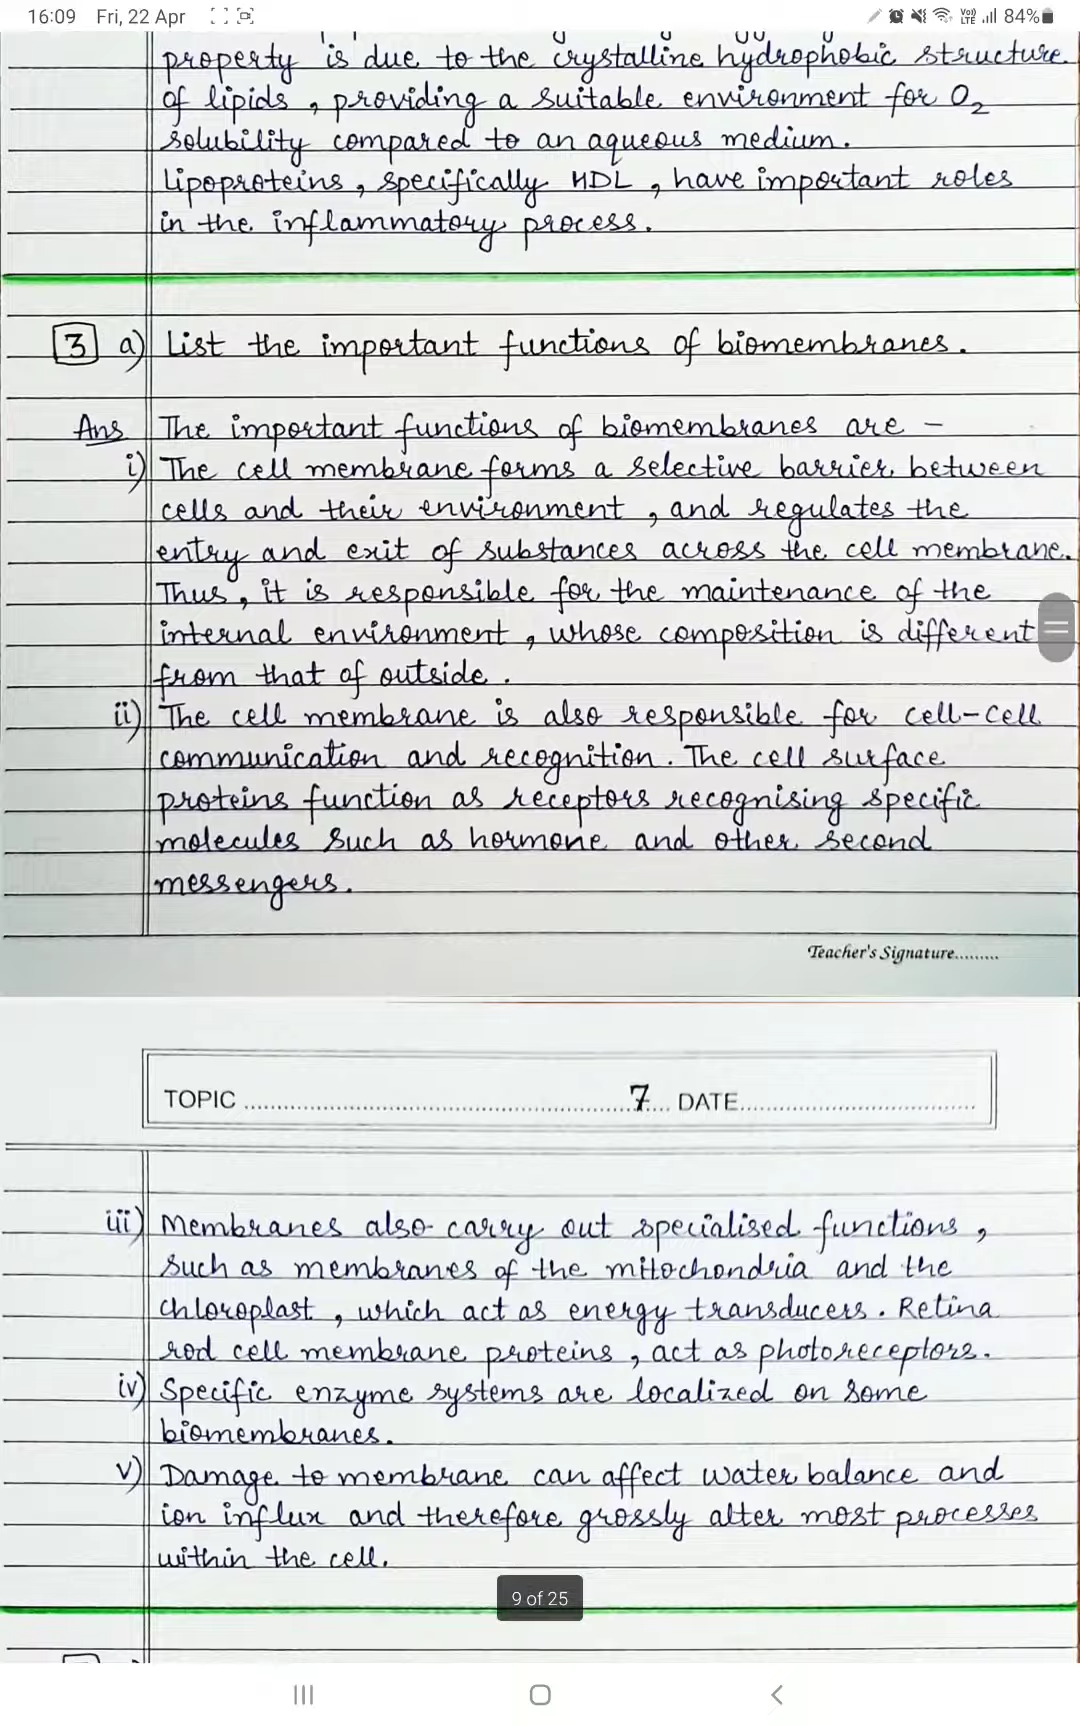 16:09 Fri, 22 Apr 84%
property is due to the crystalline hydrophobic structure
of lipids, providing a suitable environment for O2
solubility compared to an aqueous medium.
Lipoproteins, specifically HDL, have important roles
in the inflammatory process.
3 a) List the important functions of biomembranes.
Ans The important functions of biomembranes are -
i) The cell membrane forms a selective barrier between
cells and their environment, and regulates the
entry and exit of substances across the cell membrane.
Thus, it is responsible for the maintenance of the
internal environment, whose composition is different
from that of outside.
ii) The cell membrane is also responsible for cell-cell
communication and recognition. The cell surface
proteins function as receptors recognising specific
molecules such as hormone and other second
messengers.
Teacher's Signature.........
TOPIC ........ 7 .... DATE........
iii) Membranes also carry out specialised functions,
such as membranes of the mitochondria and the
chloroplast, which act as energy transducers. Retina
rod cell membrane proteins, act as photoreceptors.
iv) Specific enzyme systems are localized on some
biomembranes.
v) Damage to membrane can affect water balance and
ion influx and therefore grossly alter most processes
within the cell.
9 of 25